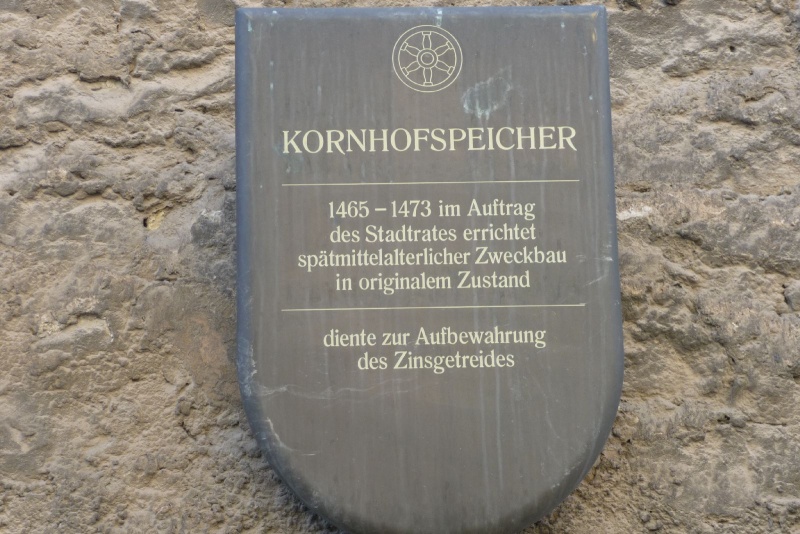 KORNHOFSPEICHER
1465 – 1473 im Auftrag
des Stadtrates errichtet
spätmittelalterlicher Zweckbau
in originalem Zustand
diente zur Aufbewahrung
des Zinsgetreides